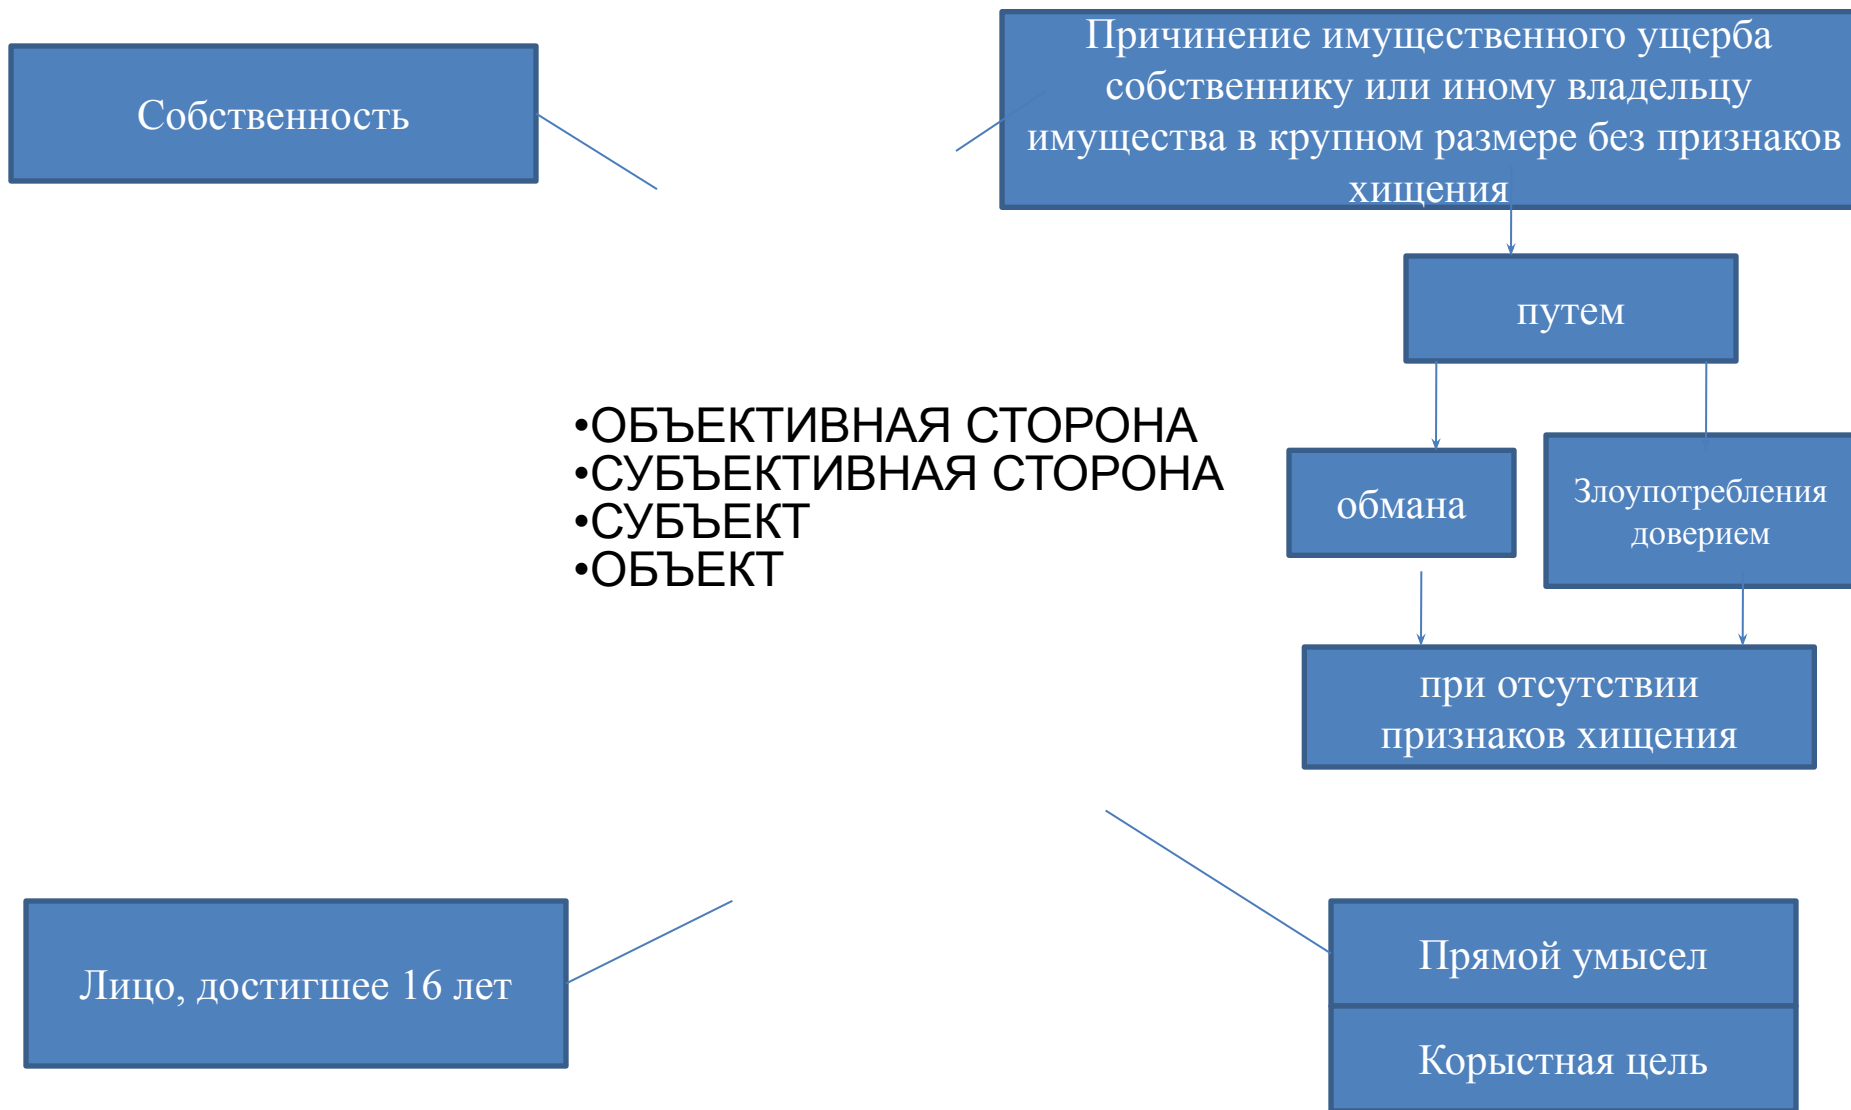 Собственность
Причинение имущественного ущерба
собственнику или иному владельцу
имущества в крупном размере без признаков
хищения
путем
•ОБЪЕКТИВНАЯ СТОРОНА
•СУБЪЕКТИВНАЯ СТОРОНА
•СУБЪЕКТ
•ОБЪЕКТ
обмана
Злоупотребления
доверием
при отсутствии
признаков хищения
Лицо, достигшее 16 лет
Прямой умысел
Корыстная цель